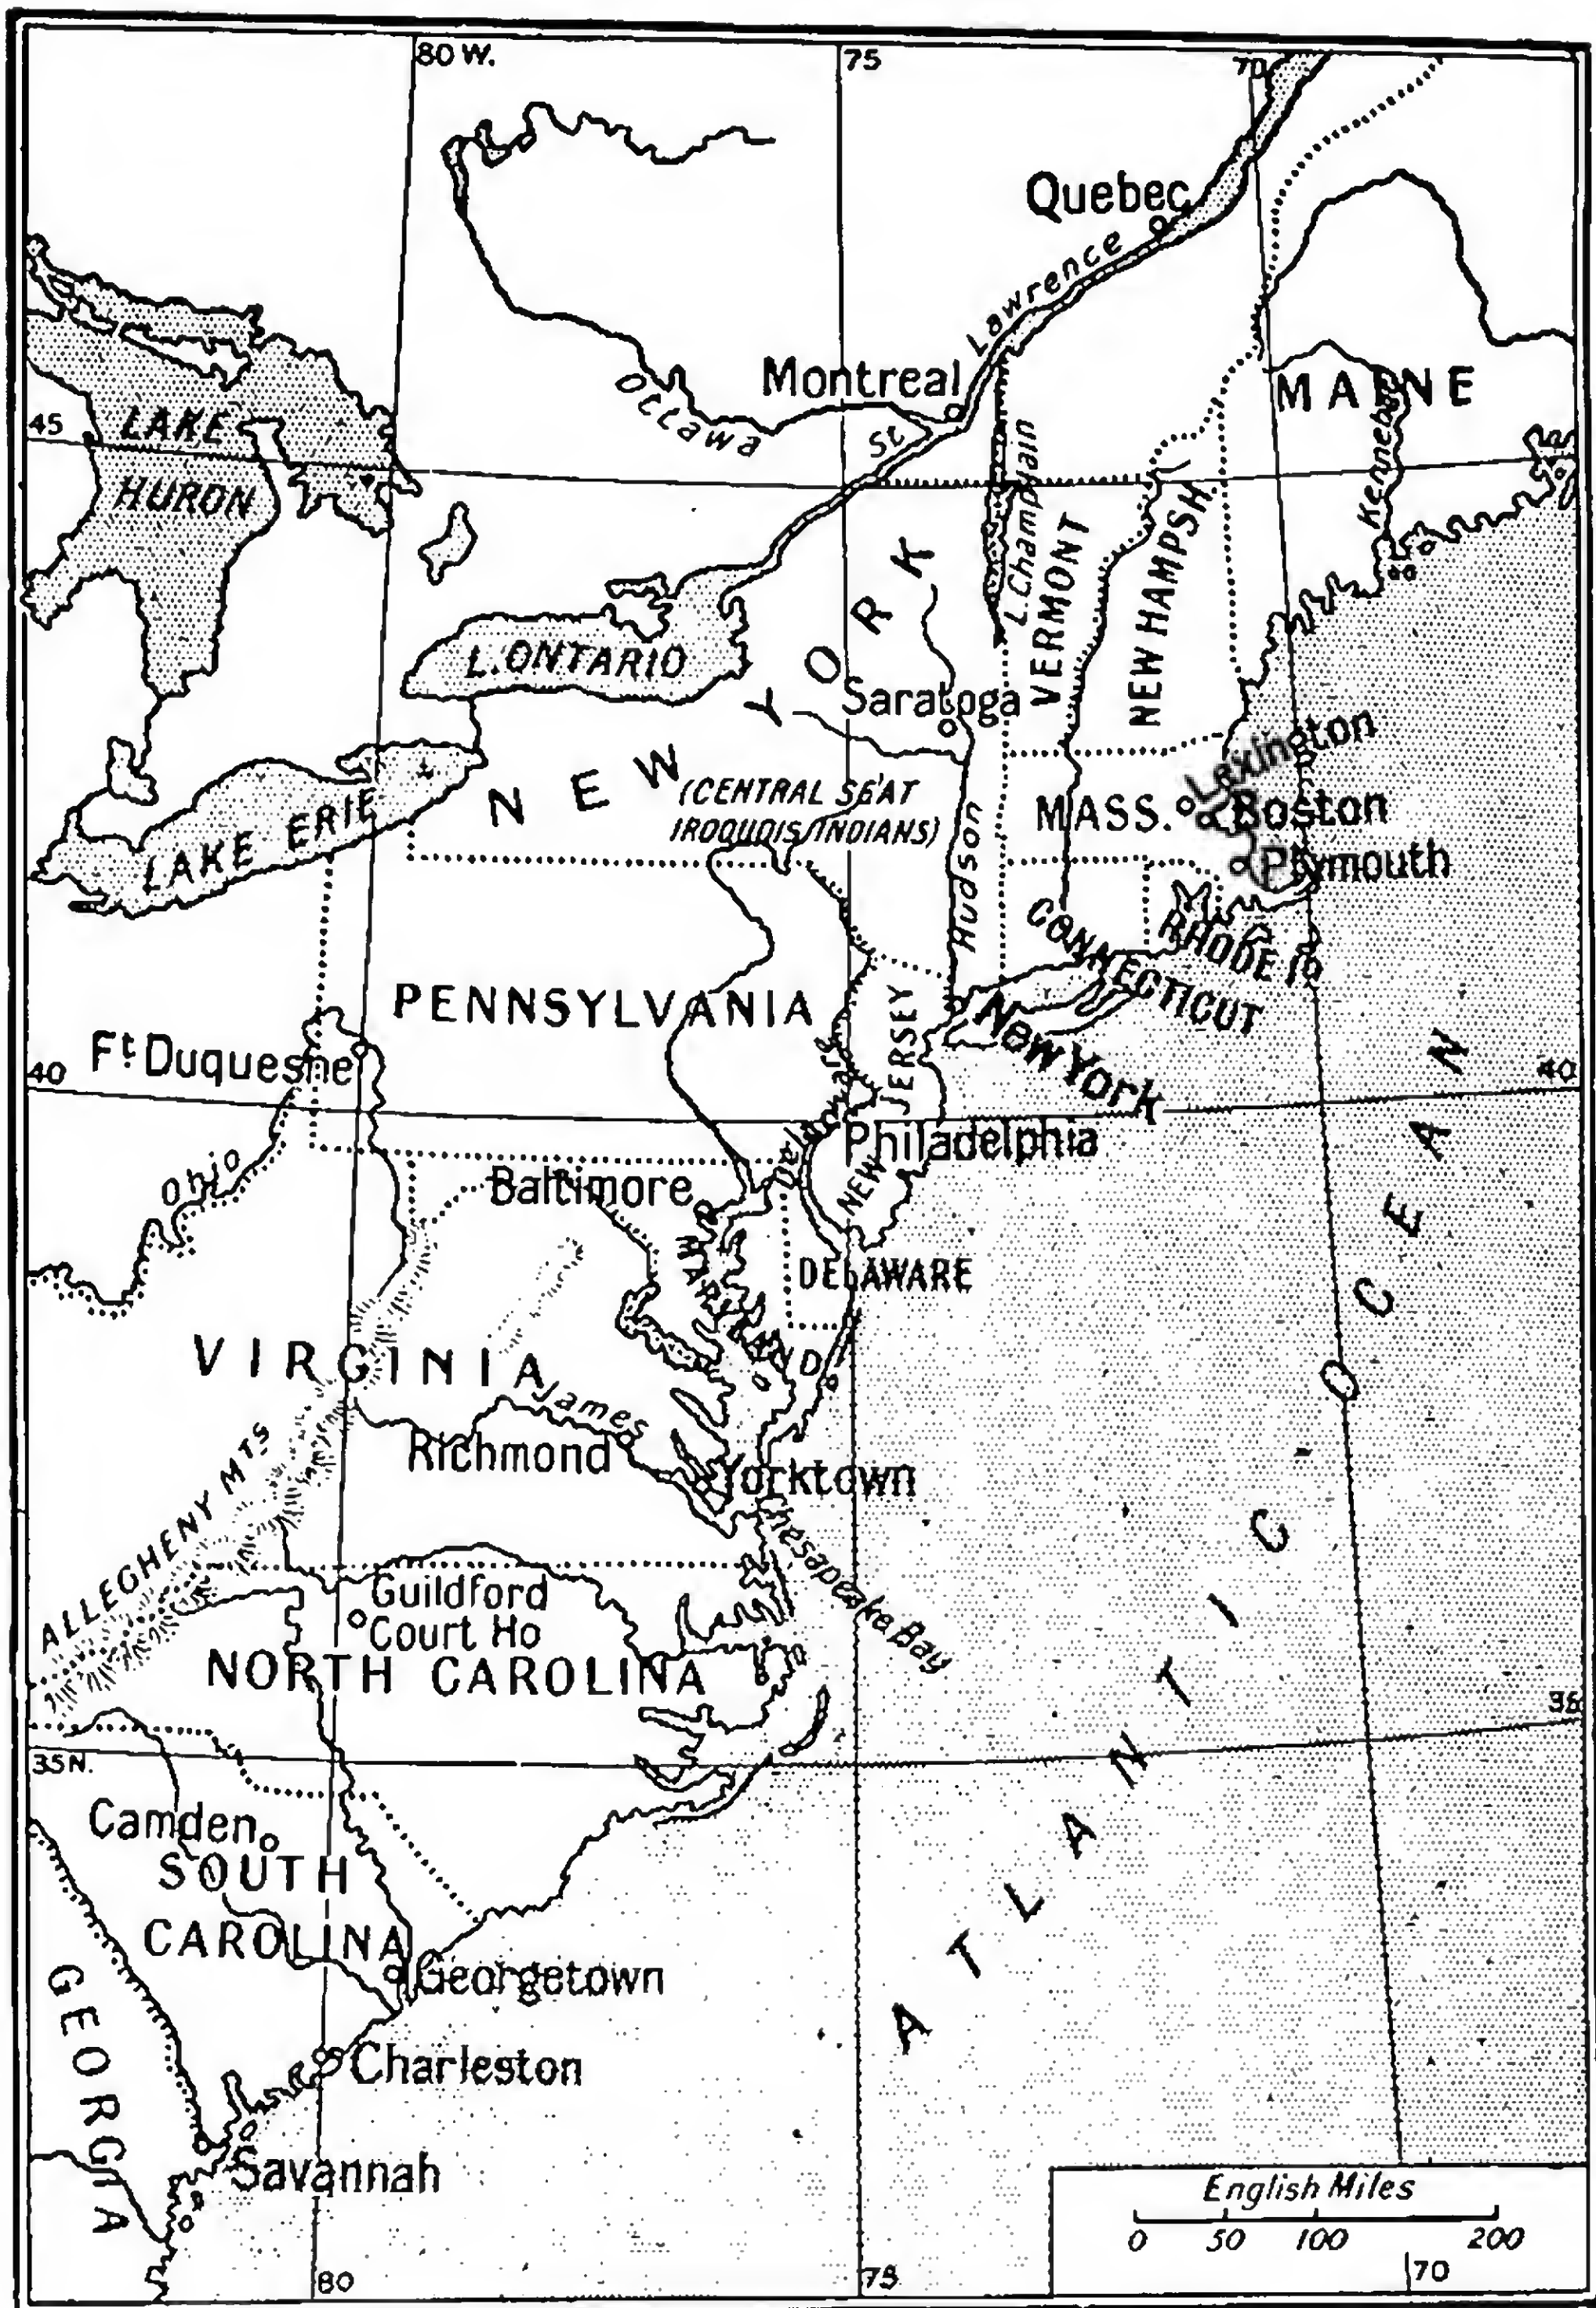 80 W.
75
70
Quebec
St. Lawrence
Montreal
Ottawa
MAINE
Kennebec
45
LAKE
HURON
L. Champlain
VERMONT
NEW HAMPSH.
L. ONTARIO
NEW YORK
Saratoga
(CENTRAL SEAT
IROQUOIS INDIANS)
Hudson
LAKE ERIE
Lexington
MASS.
Boston
Plymouth
CONNECTICUT
RHODE I.
PENNSYLVANIA
NEW JERSEY
New York
Ft. Duquesne
40
40
Delaware
Philadelphia
Ohio
Baltimore
MARYLAND
DELAWARE
VIRGINIA
James
Richmond
Yorktown
Chesapeake Bay
ALLEGHENY MTS
Guildford
Court Ho
NORTH CAROLINA
35 N.
35
Camden
SOUTH
CAROLINA
Georgetown
GEORGIA
Charleston
Savannah
ATLANTIC OCEAN
English Miles
0 50 100 200
80
75
70